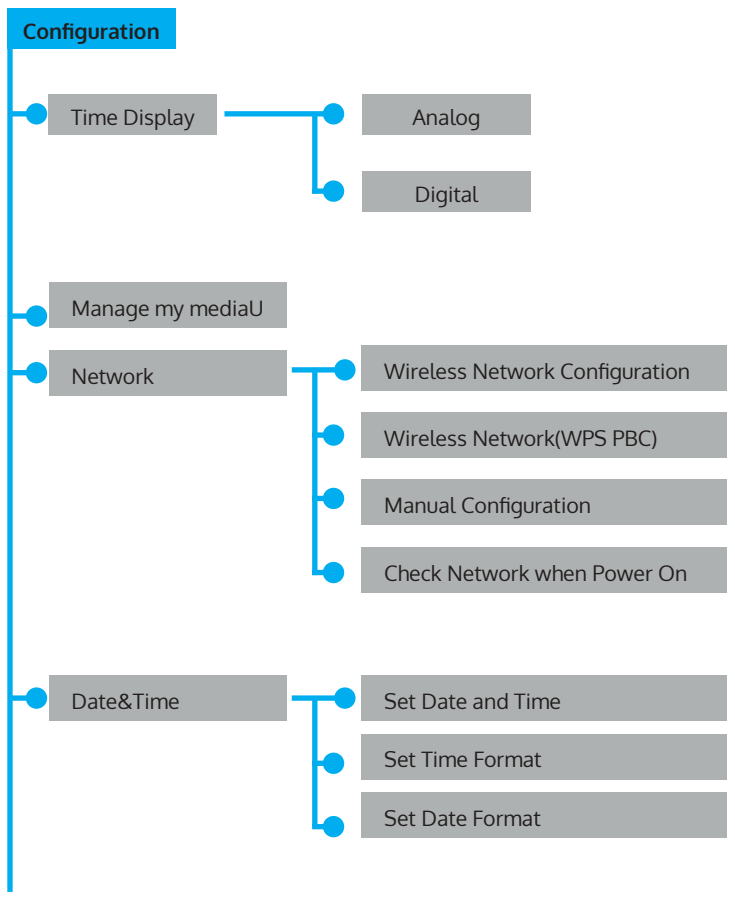 Configuration
Time Display
Analog
Digital
Manage my mediaU
Network
Wireless Network Configuration
Wireless Network(WPS PBC)
Manual Configuration
Check Network when Power On
Date&Time
Set Date and Time
Set Time Format
Set Date Format